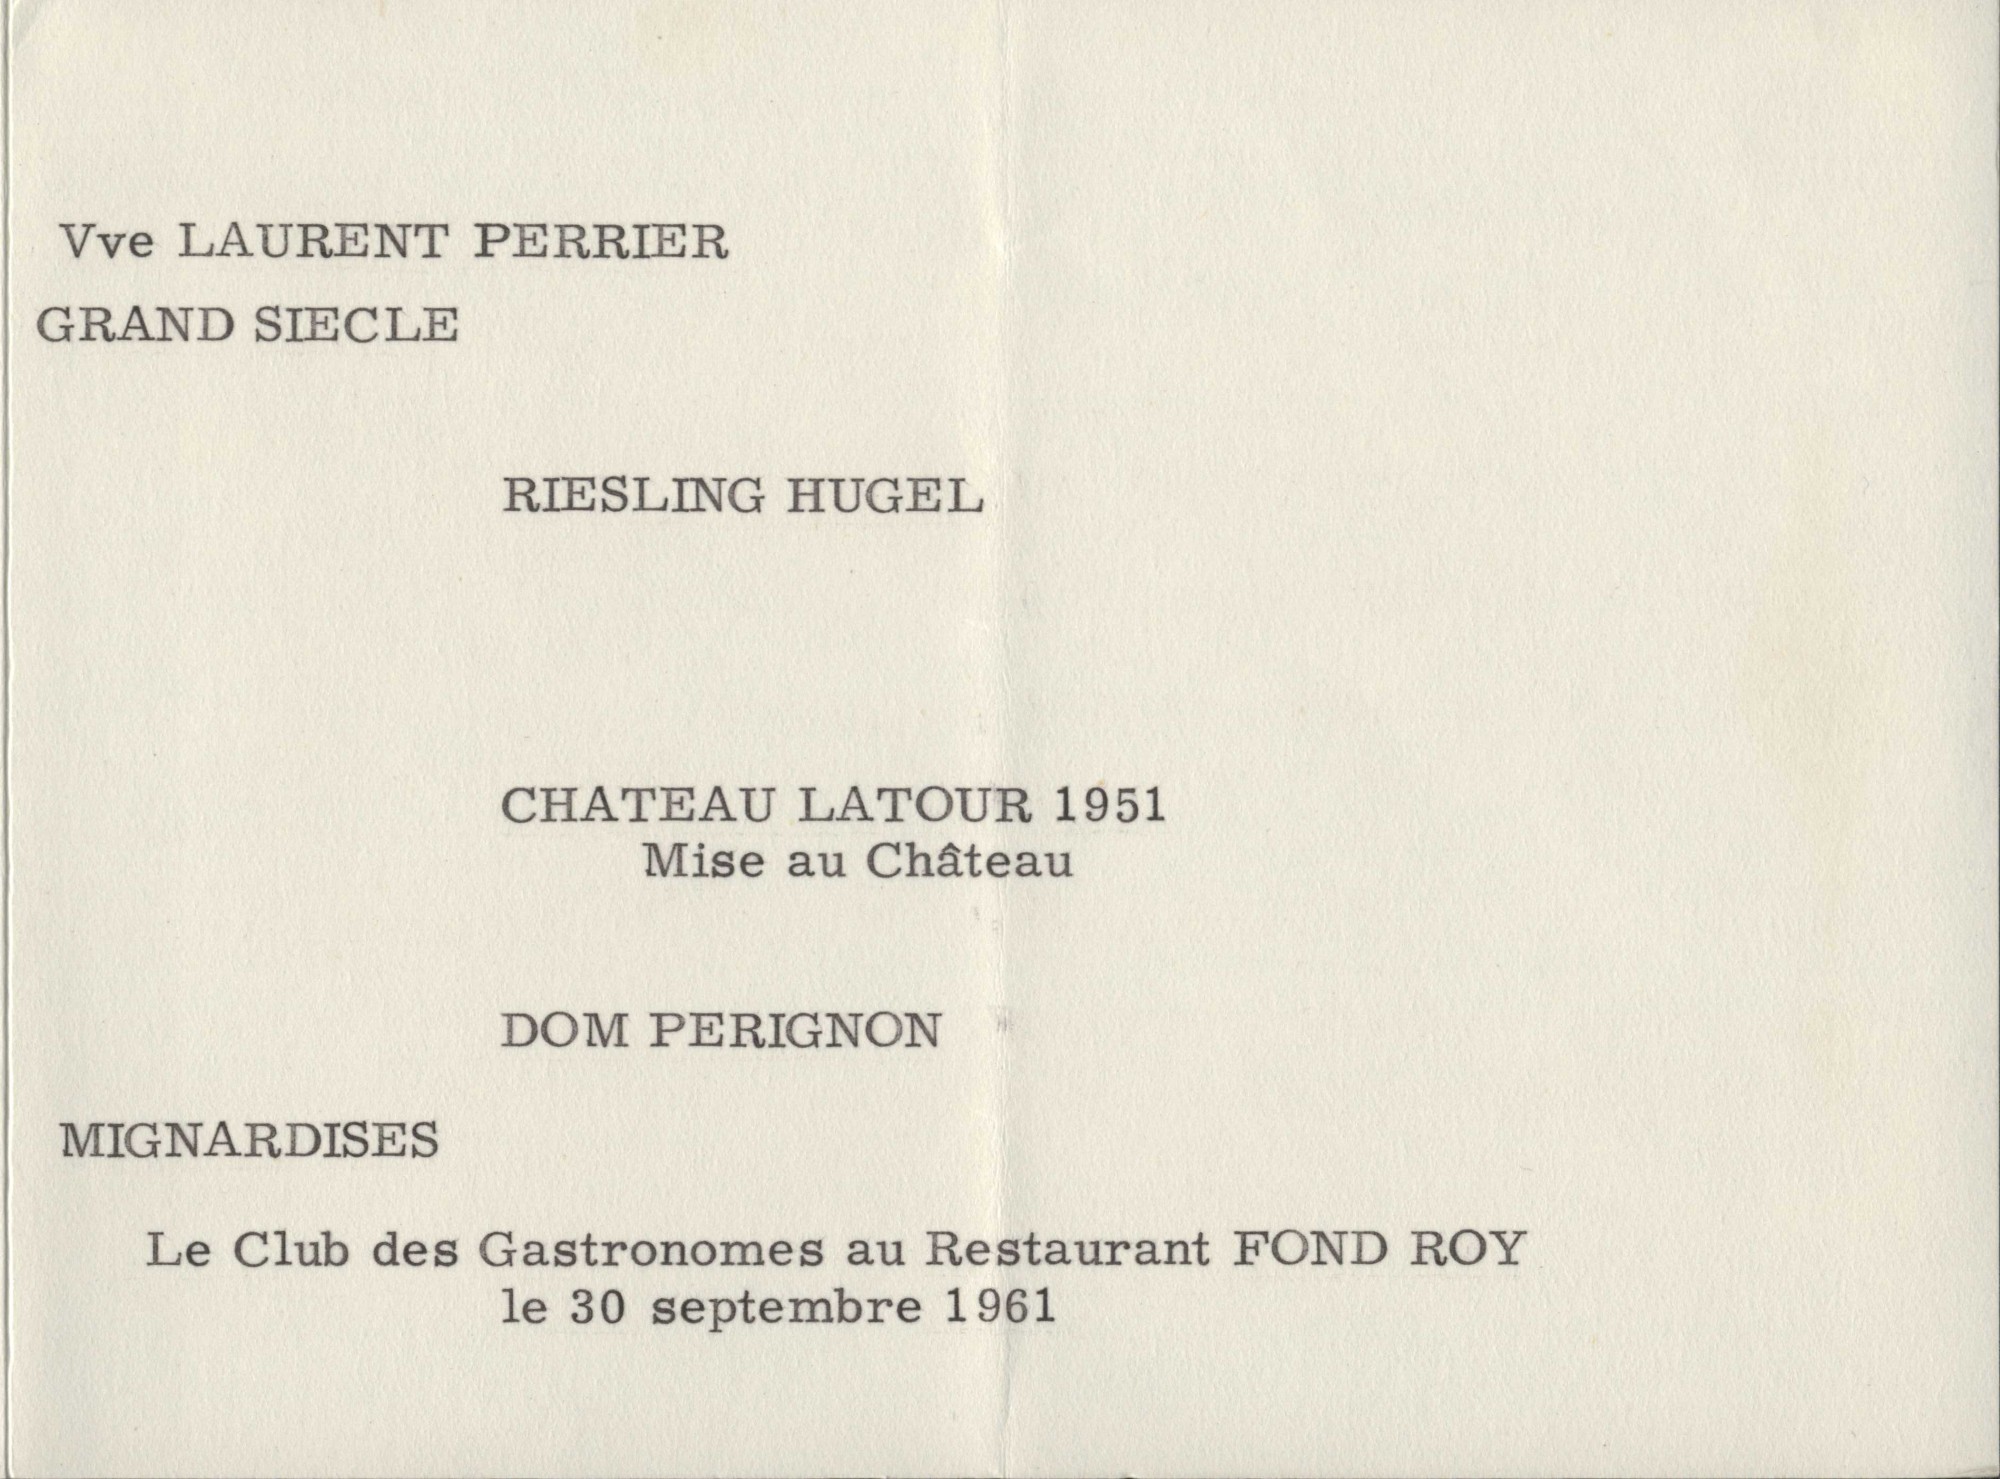 Vve LAURENT PERRIER
GRAND SIECLE
RIESLING HUGEL
CHATEAU LATOUR 1951
Mise au Château
DOM PERIGNON
MIGNARDISES
Le Club des Gastronomes au Restaurant FOND ROY
le 30 septembre 1961